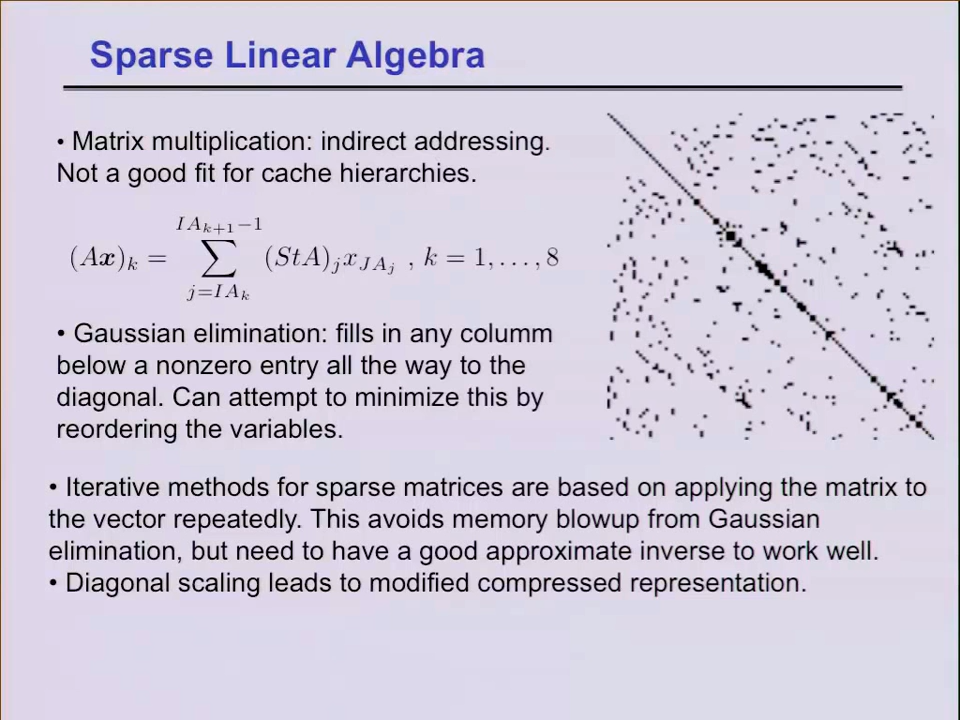 Sparse Linear Algebra
• Matrix multiplication: indirect addressing.
Not a good fit for cache hierarchies.
IA_{k+1}−1
(Ax)_k = ∑ (StA)_j x_{JA_j} , k = 1, . . . , 8
j=IA_k
• Gaussian elimination: fills in any columm
below a nonzero entry all the way to the
diagonal. Can attempt to minimize this by
reordering the variables.
• Iterative methods for sparse matrices are based on applying the matrix to
the vector repeatedly. This avoids memory blowup from Gaussian
elimination, but need to have a good approximate inverse to work well.
• Diagonal scaling leads to modified compressed representation.